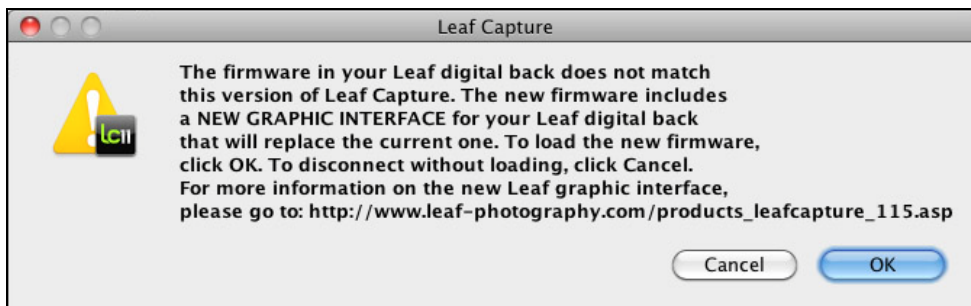 Leaf Capture
The firmware in your Leaf digital back does not match
this version of Leaf Capture. The new firmware includes
a NEW GRAPHIC INTERFACE for your Leaf digital back
that will replace the current one. To load the new firmware,
click OK. To disconnect without loading, click Cancel.
For more information on the new Leaf graphic interface,
please go to: http://www.leaf-photography.com/products_leafcapture_115.asp
LC11
Cancel OK